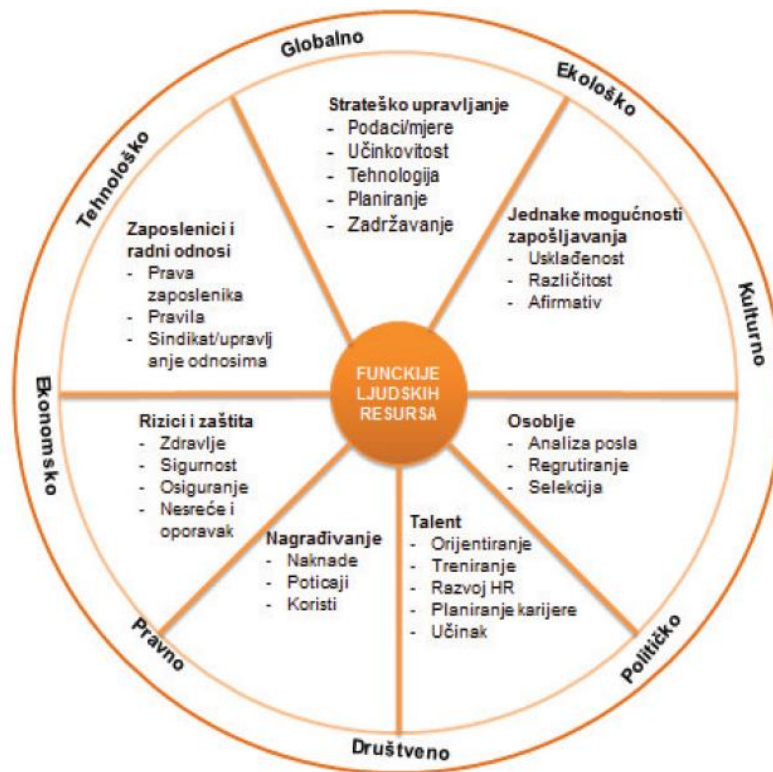 Globalno
Ekološko
Kulturno
Političko
Društveno
Pravno
Ekonomsko
Tehnološko
Strateško upravljanje
- Podaci/mjere
- Učinkovitost
- Tehnologija
- Planiranje
- Zadržavanje
Jednake mogućnosti
zapošljavanja
- Usklađenost
- Različitost
- Afirmativ
Osoblje
- Analiza posla
- Regrutiranje
- Selekcija
Talent
- Orijentiranje
- Treniranje
- Razvoj HR
- Planiranje karijere
- Učinak
Nagrađivanje
- Naknade
- Poticaji
- Koristi
Rizici i zaštita
- Zdravlje
- Sigurnost
- Osiguranje
- Nesreće i
oporavak
Zaposlenici i
radni odnosi
- Prava
zaposlenika
- Pravila
- Sindikat/upravlj
anje odnosima
FUNCKIJE
LJUDSKIH
RESURSA